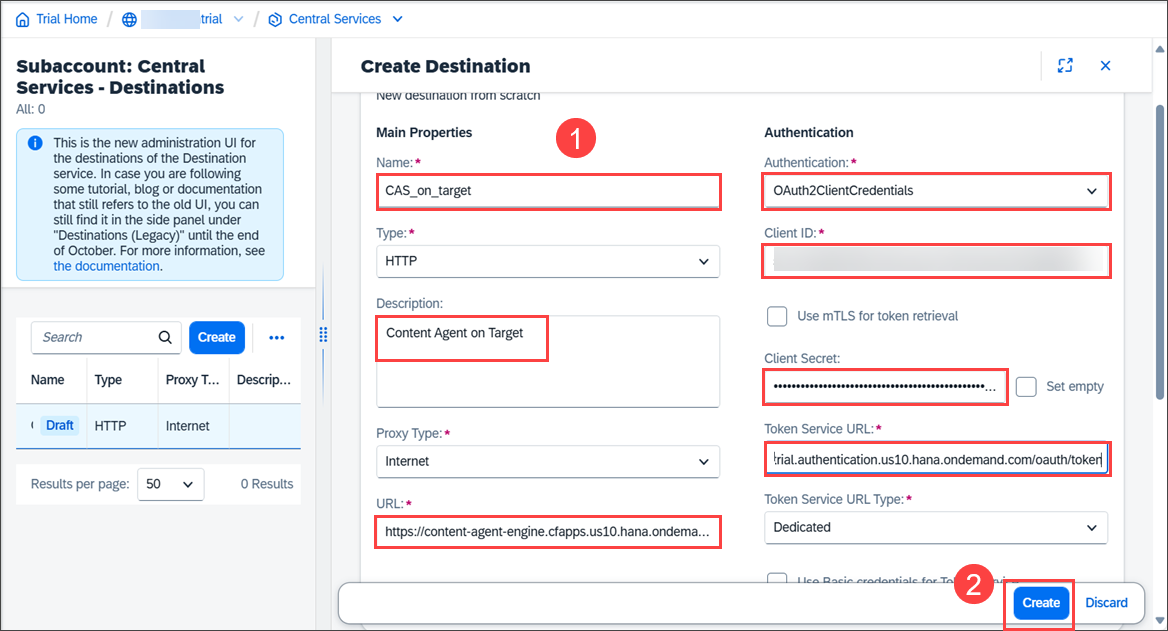 Trial Home / trial / Central Services
Subaccount: Central
Services - Destinations
All: 0
This is the new administration UI for
the destinations of the Destination
service. In case you are following
some tutorial, blog or documentation
that still refers to the old UI, you can
still find it in the side panel under
"Destinations (Legacy)" until the end
of October. For more information, see
the documentation.
Search
Create
Name Type Proxy T... Descrip...
Draft HTTP Internet
Results per page: 50 0 Results
Create Destination
New destination from scratch
Main Properties
1
Name:*
CAS_on_target
Type:*
HTTP
Description:
Content Agent on Target
Proxy Type:*
Internet
URL:*
https://content-agent-engine.cfapps.us10.hana.ondema...
Authentication
Authentication:*
OAuth2ClientCredentials
Client ID:*
Use mTLS for token retrieval
Client Secret:
Set empty
Token Service URL:*
trial.authentication.us10.hana.ondemand.com/oauth/token
Token Service URL Type:*
Dedicated
Use Basic credentials for
2
Create
Discard